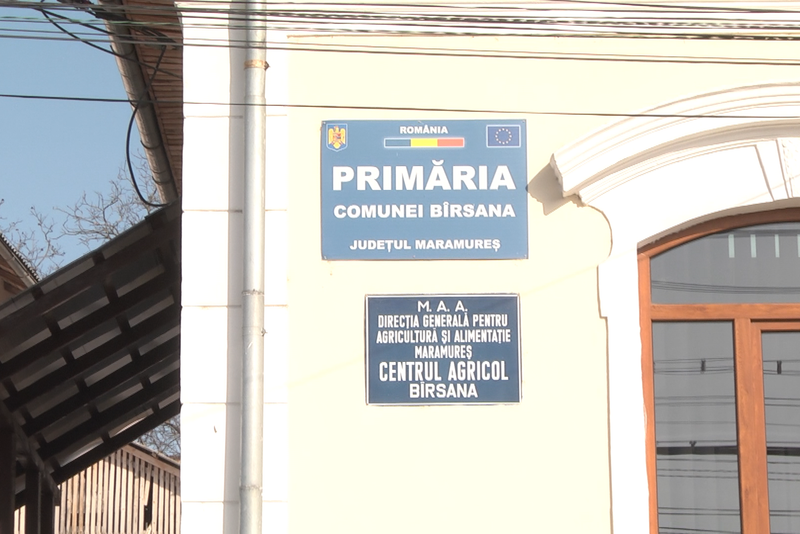 ROMÂNIA
PRIMĂRIA
COMUNEI BÎRSANA
JUDEȚUL MARAMUREȘ
M. A. A.
DIRECȚIA GENERALĂ PENTRU
AGRICULTURĂ ȘI ALIMENTAȚIE
MARAMUREȘ
CENTRUL AGRICOL
BÎRSANA